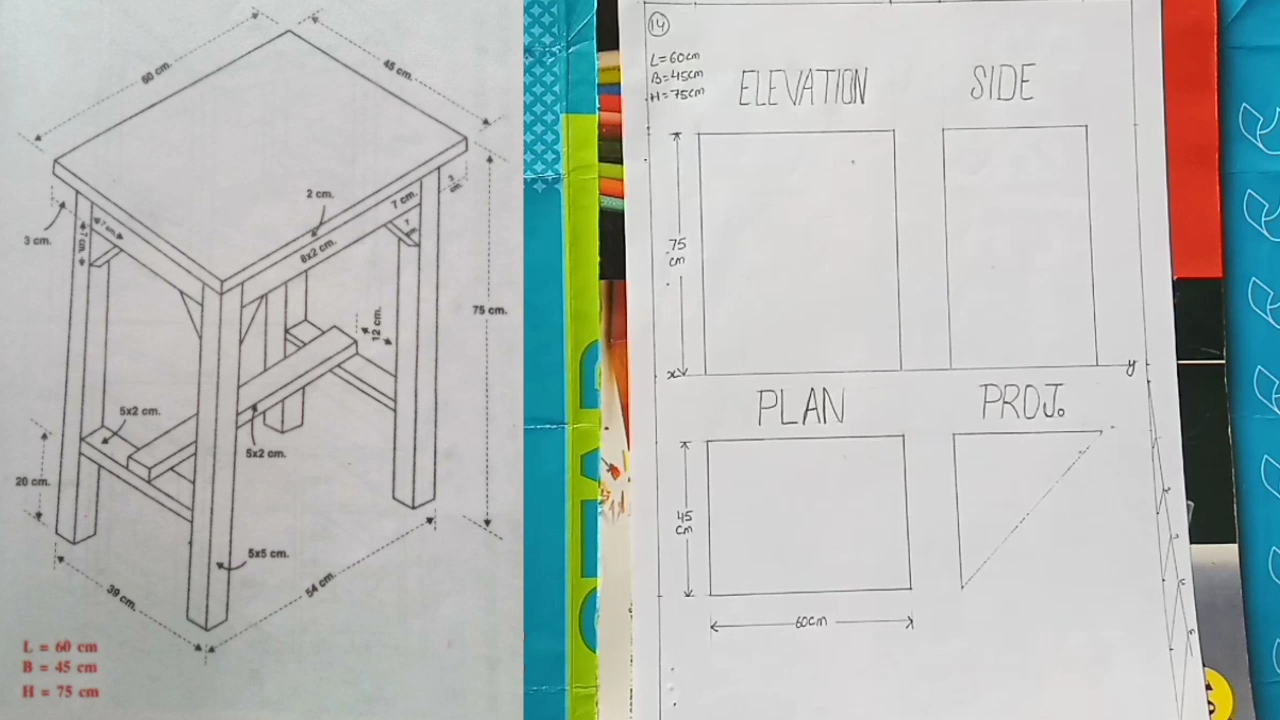 60 cm.
45 cm.
2 cm.
7 cm.
3 cm.
7
3 cm.
7 cm.
7 cm.
6x2 cm.
75 cm.
12 cm.
5x2 cm.
5x2 cm.
20 cm.
5x5 cm.
39 cm.
54 cm.
L = 60 cm
B = 45 cm
H = 75 cm
14
L=60cm
B=45cm
H=75cm
ELEVATION
SIDE
75
cm
x
y
PLAN
PROJ.
45
cm
60cm